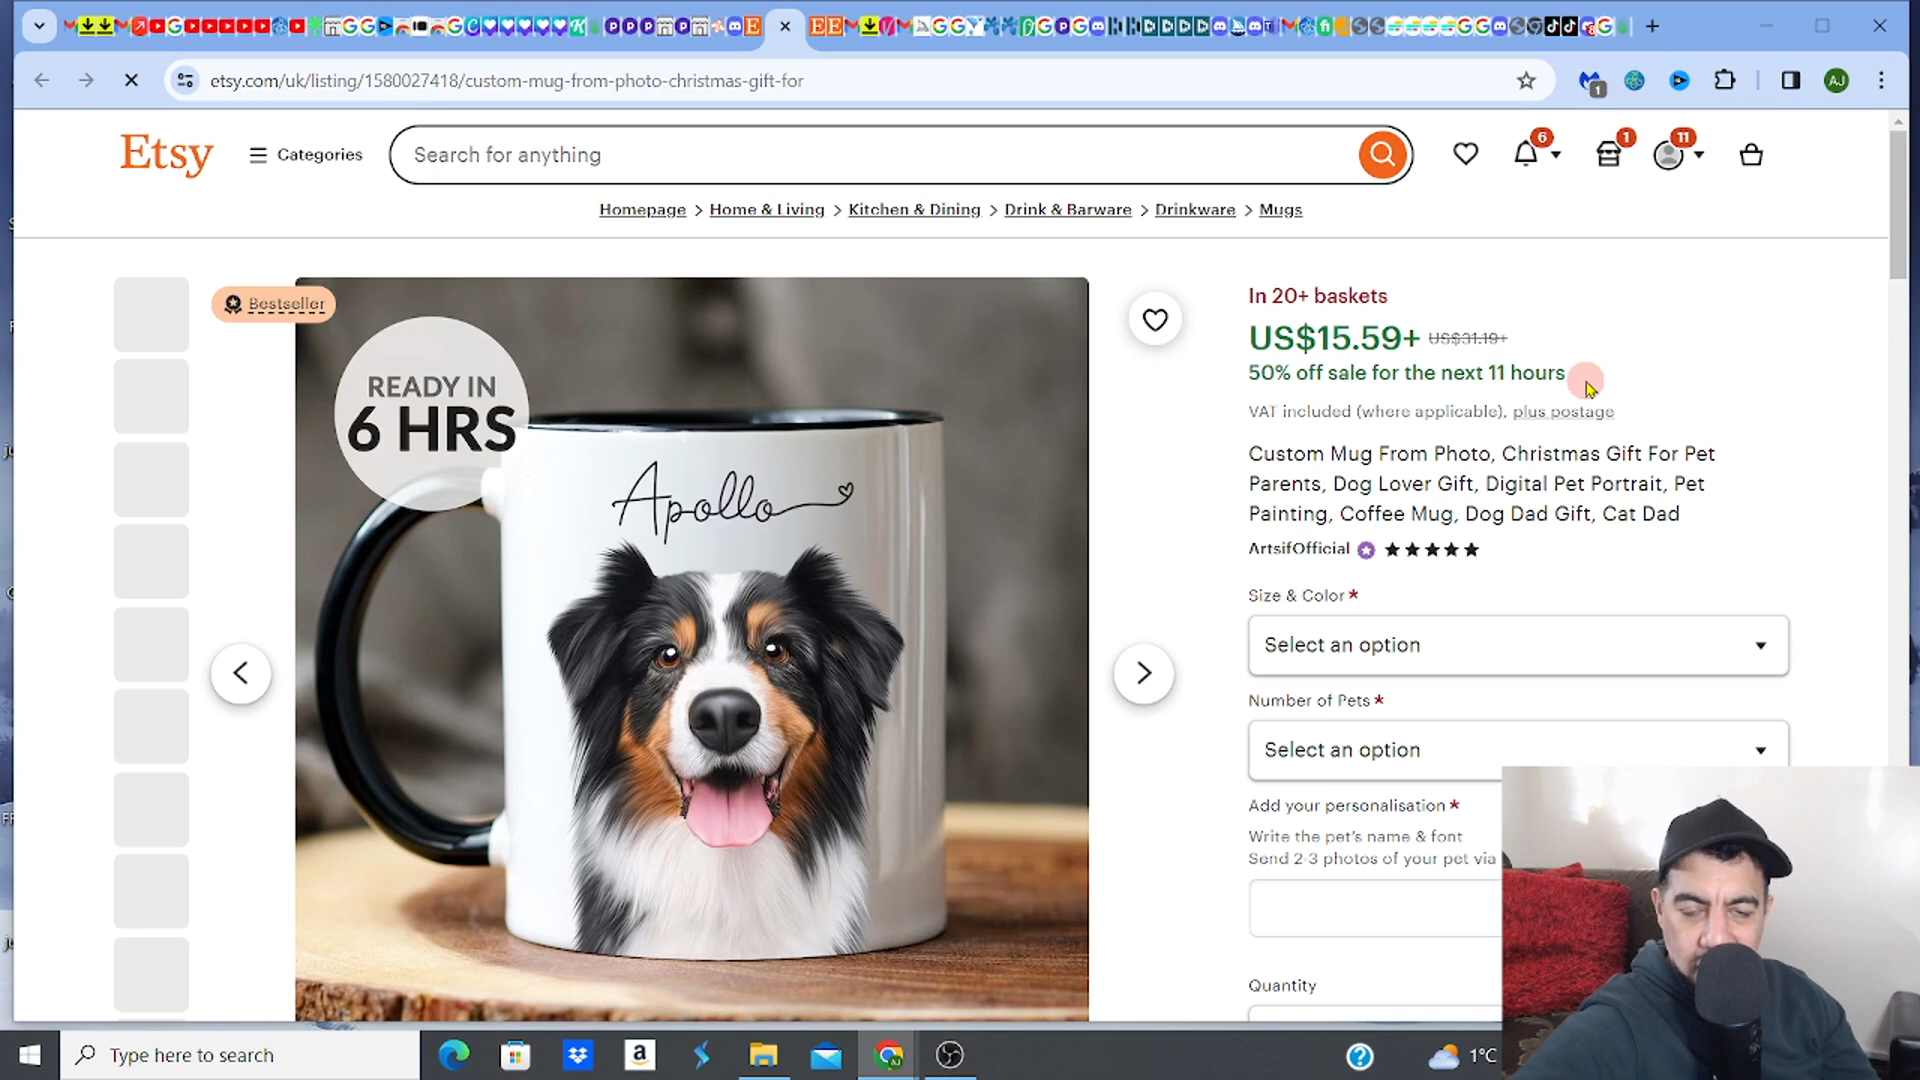 etsy.com/uk/listing/1580027418/custom-mug-from-photo-christmas-gift-for
1
AJ
Etsy
Categories
Search for anything
6
1
11
Homepage > Home & Living > Kitchen & Dining > Drink & Barware > Drinkware > Mugs
Bestseller
READY IN
6 HRS
Apollo
In 20+ baskets
US$15.59+ US$31.19+
50% off sale for the next 11 hours
VAT included (where applicable), plus postage
Custom Mug From Photo, Christmas Gift For Pet
Parents, Dog Lover Gift, Digital Pet Portrait, Pet
Painting, Coffee Mug, Dog Dad Gift, Cat Dad
ArtsifOfficial ★★★★★
Size & Color *
Select an option
Number of Pets *
Select an option
Add your personalisation *
Write the pet's name & font
Send 2-3 photos of your pet via
Quantity
Type here to search
1°C